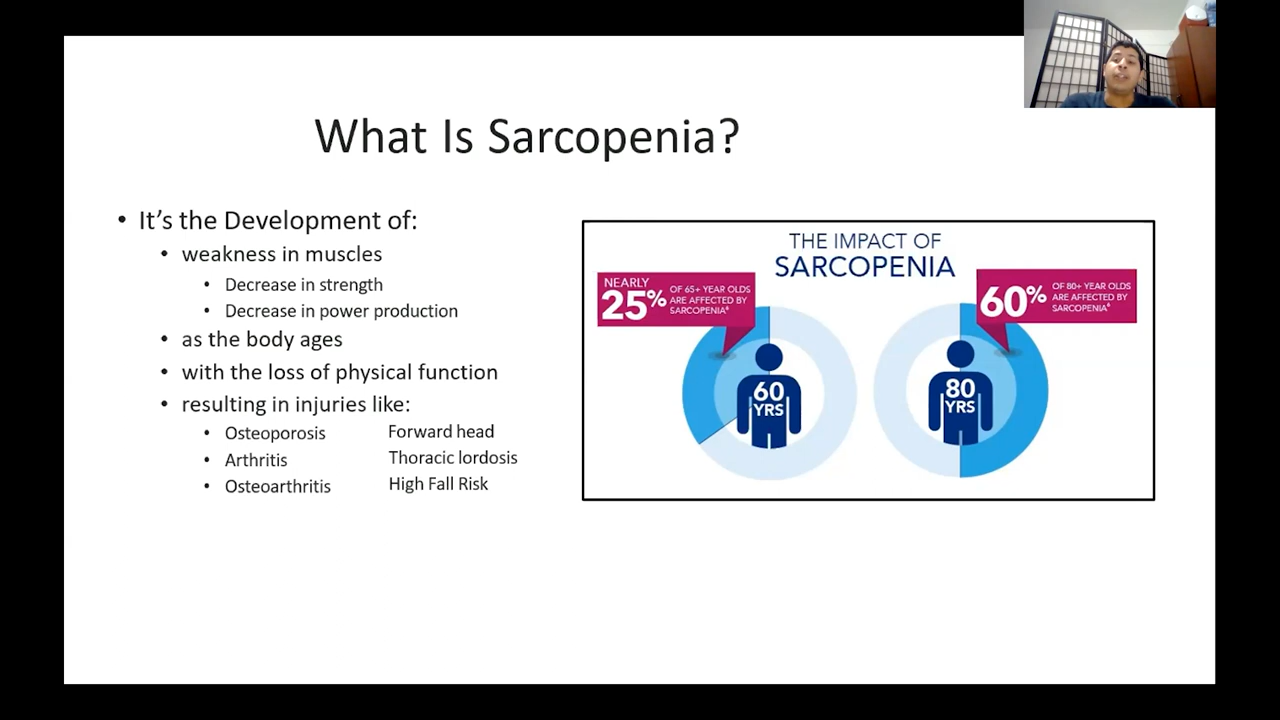 What Is Sarcopenia?
• It’s the Development of:
• weakness in muscles
• Decrease in strength
• Decrease in power production
• as the body ages
• with the loss of physical function
• resulting in injuries like:
• Osteoporosis
• Arthritis
• Osteoarthritis
Forward head
Thoracic lordosis
High Fall Risk
THE IMPACT OF
SARCOPENIA
NEARLY
25%
OF 65+ YEAR OLDS
ARE AFFECTED BY
SARCOPENIA⁶
60%
OF 80+ YEAR OLDS
ARE AFFECTED BY
SARCOPENIA⁶
60
YRS
80
YRS